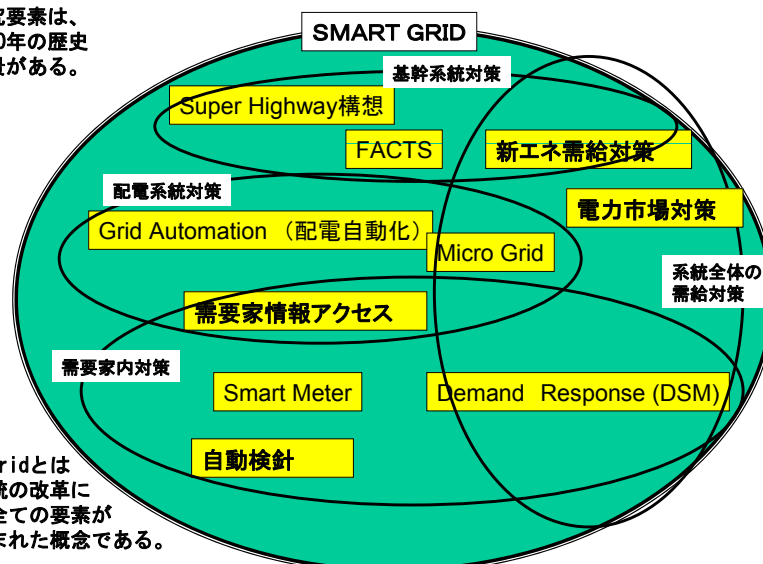 究要素は、
0年の歴史
がある。
SMART GRID
基幹系統対策
Super Highway構想
FACTS
新エネ需給対策
配電系統対策
電力市場対策
Grid Automation （配電自動化）
Micro Grid
系統全体の
需給対策
需要家情報アクセス
需要家内対策
Smart Meter
Demand Response (DSM)
自動検針
ridとは
統の改革に
全ての要素が
まれた概念である。